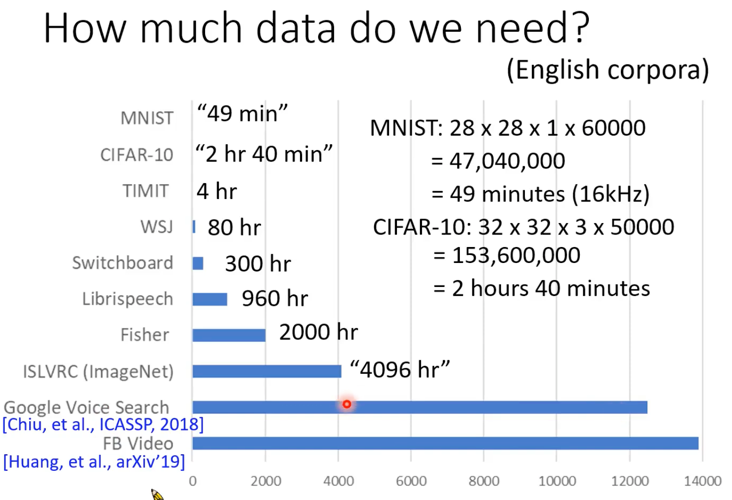 How much data do we need?
(English corpora)
MNIST "49 min"
CIFAR-10 "2 hr 40 min"
TIMIT 4 hr
WSJ 80 hr
Switchboard 300 hr
Librispeech 960 hr
Fisher 2000 hr
ISLVRC (ImageNet) "4096 hr"
Google Voice Search
[Chiu, et al., ICASSP, 2018]
FB Video
[Huang, et al., arXiv'19]
MNIST: 28 x 28 x 1 x 60000
= 47,040,000
= 49 minutes (16kHz)
CIFAR-10: 32 x 32 x 3 x 50000
= 153,600,000
= 2 hours 40 minutes
0 2000 4000 6000 8000 10000 12000 14000